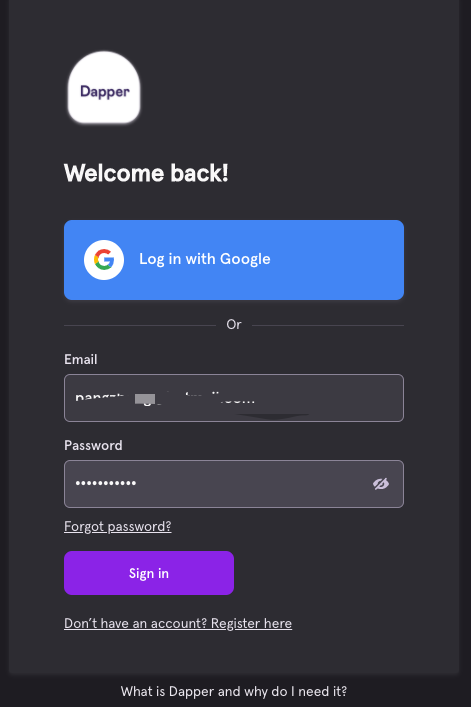 Dapper
Welcome back!
Log in with Google
Or
Email
Password
•••••••••••
Forgot password?
Sign in
Don't have an account? Register here
What is Dapper and why do I need it?